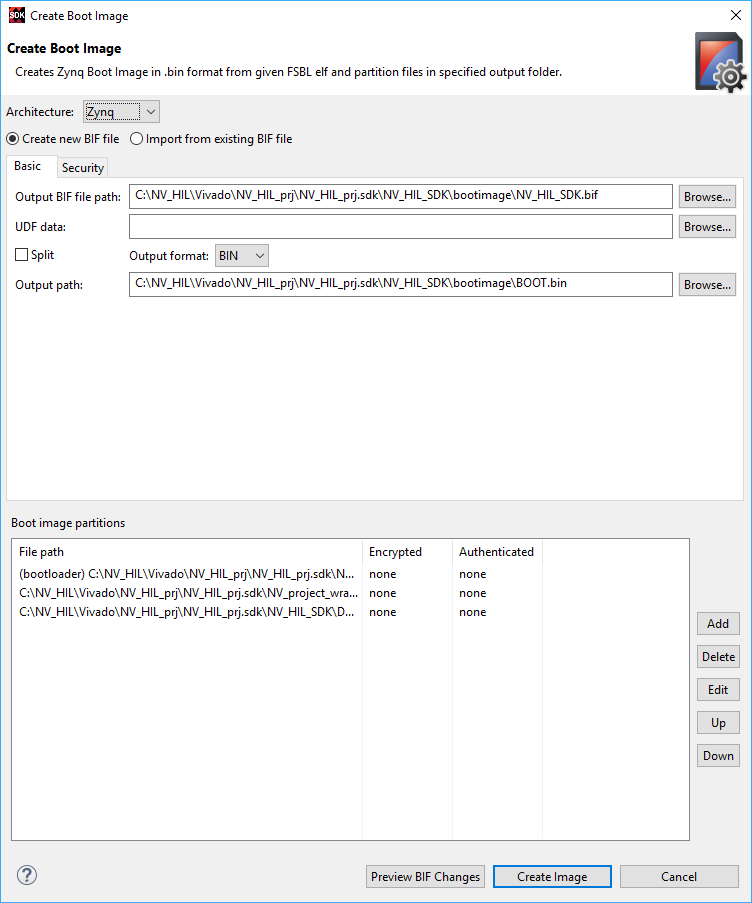 SDK Create Boot Image
Create Boot Image
Creates Zynq Boot Image in .bin format from given FSBL elf and partition files in specified output folder.
Architecture: Zynq
Create new BIF file Import from existing BIF file
Basic Security
Output BIF file path: C:\NV_HIL\Vivado\NV_HIL_prj\NV_HIL_prj.sdk\NV_HIL_SDK\bootimage\NV_HIL_SDK.bif Browse...
UDF data: Browse...
Split Output format: BIN
Output path: C:\NV_HIL\Vivado\NV_HIL_prj\NV_HIL_prj.sdk\NV_HIL_SDK\bootimage\BOOT.bin Browse...
Boot image partitions
File path Encrypted Authenticated
(bootloader) C:\NV_HIL\Vivado\NV_HIL_prj\NV_HIL_prj.sdk\N... none none
C:\NV_HIL\Vivado\NV_HIL_prj\NV_HIL_prj.sdk\NV_project_wra... none none
C:\NV_HIL\Vivado\NV_HIL_prj\NV_HIL_prj.sdk\NV_HIL_SDK\D... none none
Add
Delete
Edit
Up
Down
? Preview BIF Changes Create Image Cancel